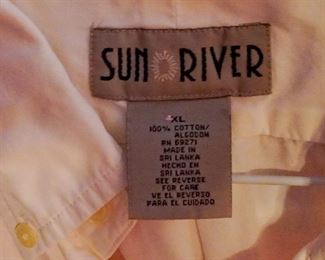 SUN RIVER
XL
100% COTTON/
ALGODON
RN 69271
MADE IN
SRI LANKA
HECHO EN
SRI LANKA
SEE REVERSE
FOR CARE
VE EL REVERSO
PARA EL CUIDADO